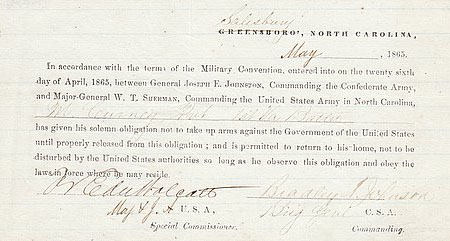 Salisbury
GREENSBORO', NORTH CAROLINA,
May , 1865.
In accordance with the terms of the Military Convention, entered into on the twenty sixth
day of April, 1865, between General JOSEPH E. JOHNSTON, Commanding the Confederate Army,
and Major-General W. T. SHERMAN, Commanding the United States Army in North Carolina,
has given his solemn obligation not to take up arms against the Government of the United States
until properly released from this obligation; and is permitted to return to his home, not to be
disturbed by the United States authorities so long as he observe this obligation and obey the
laws in force where he may reside.
Bradley T Johnson
Maj & J. A U. S. A,
Brig Genl C. S. A.
Special Commissioner.
Commanding.